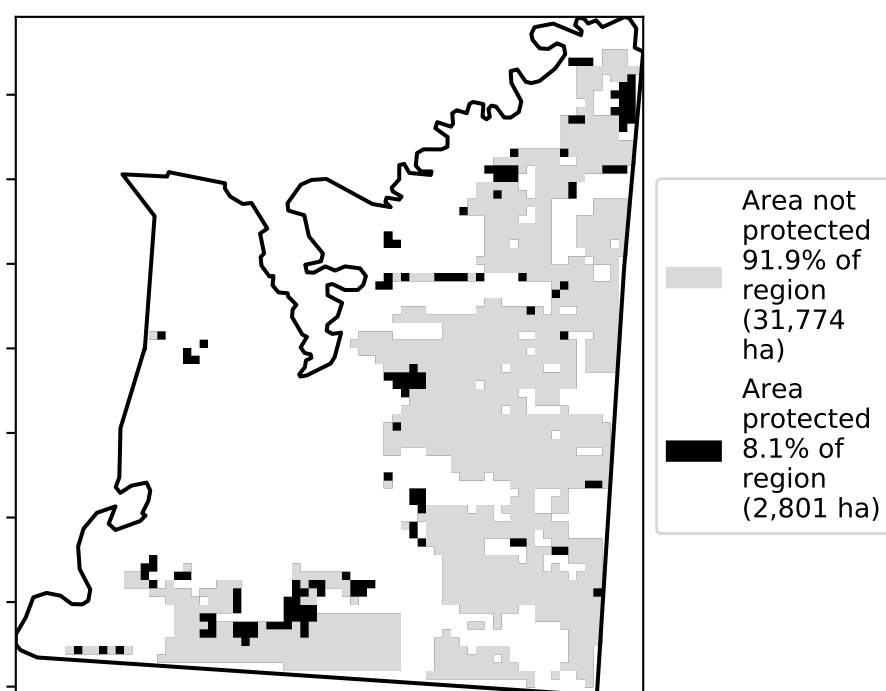 Area not
protected
91.9% of
region
(31,774
ha)
Area
protected
8.1% of
region
(2,801 ha)